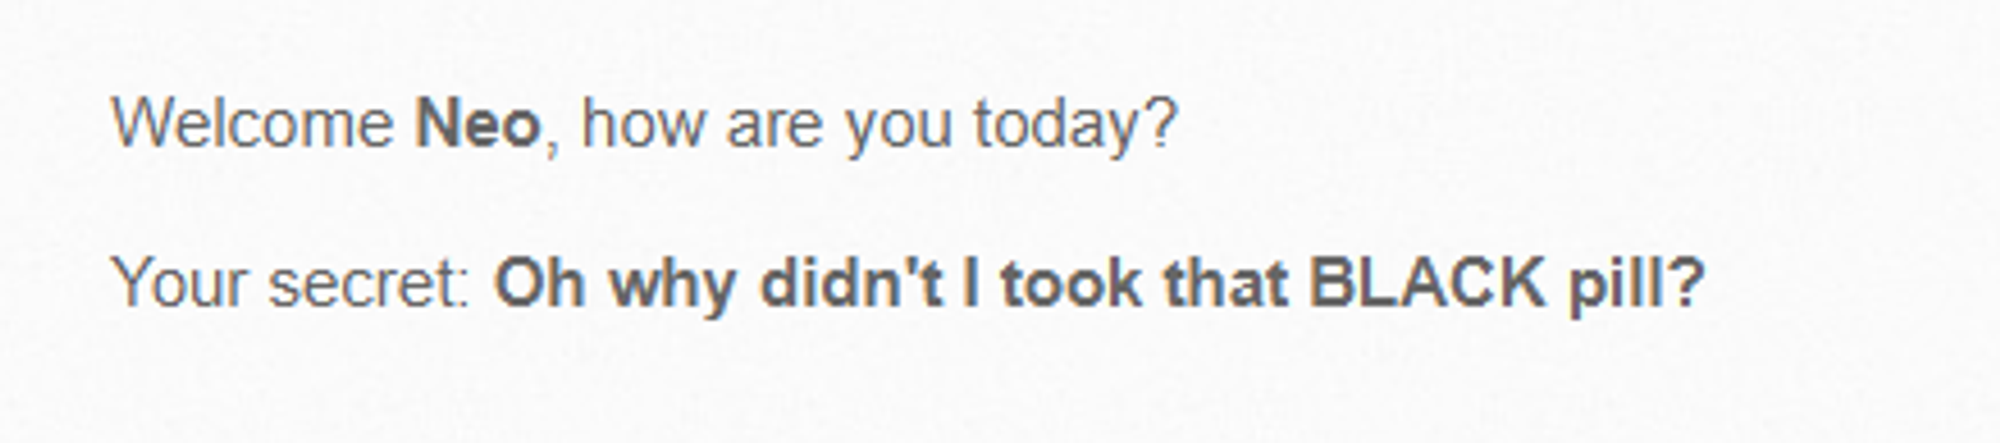 Welcome Neo, how are you today?
Your secret: Oh why didn't I took that BLACK pill?